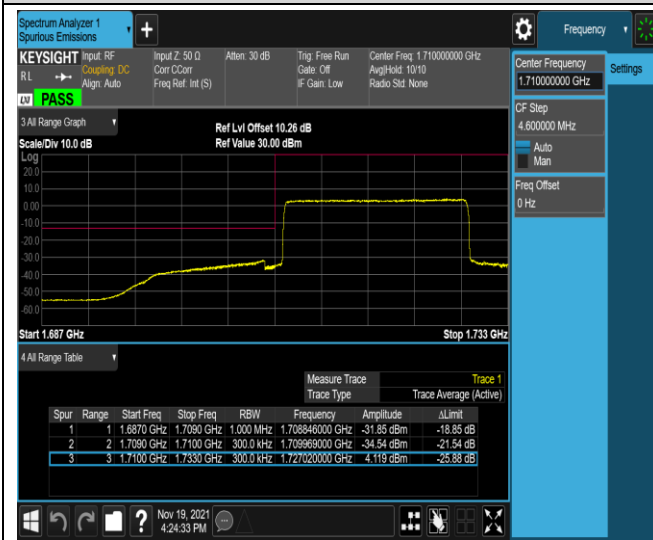 Spectrum Analyzer 1
Spurious Emissions
+
Frequency
KEYSIGHT
R L
LXI PASS
Input: RF
Coupling: DC
Align: Auto
Input Z: 50 Ω
Corr CCorr
Freq Ref: Int (S)
Atten: 30 dB
Trig: Free Run
Gate: Off
IF Gain: Low
Center Freq: 1.710000000 GHz
Avg|Hold: 10/10
Radio Std: None
Center Frequency
1.710000000 GHz
Settings
CF Step
4.600000 MHz
Auto
Man
Freq Offset
0 Hz
3 All Range Graph
Scale/Div 10.0 dB
Ref Lvl Offset 10.26 dB
Ref Value 30.00 dBm
Log
20.0
10.0
0.00
-10.0
-20.0
-30.0
-40.0
-50.0
-60.0
Start 1.687 GHz
Stop 1.733 GHz
4 All Range Table
Measure Trace Trace 1
Trace Type Trace Average (Active)
Spur Range Start Freq Stop Freq RBW Frequency Amplitude ΔLimit
1 1 1.6870 GHz 1.7090 GHz 1.000 MHz 1.708846000 GHz -31.85 dBm -18.85 dB
2 2 1.7090 GHz 1.7100 GHz 300.0 kHz 1.709969000 GHz -34.54 dBm -21.54 dB
3 3 1.7100 GHz 1.7330 GHz 300.0 kHz 1.727020000 GHz 4.119 dBm -25.88 dB
?
Nov 19, 2021
4:24:33 PM